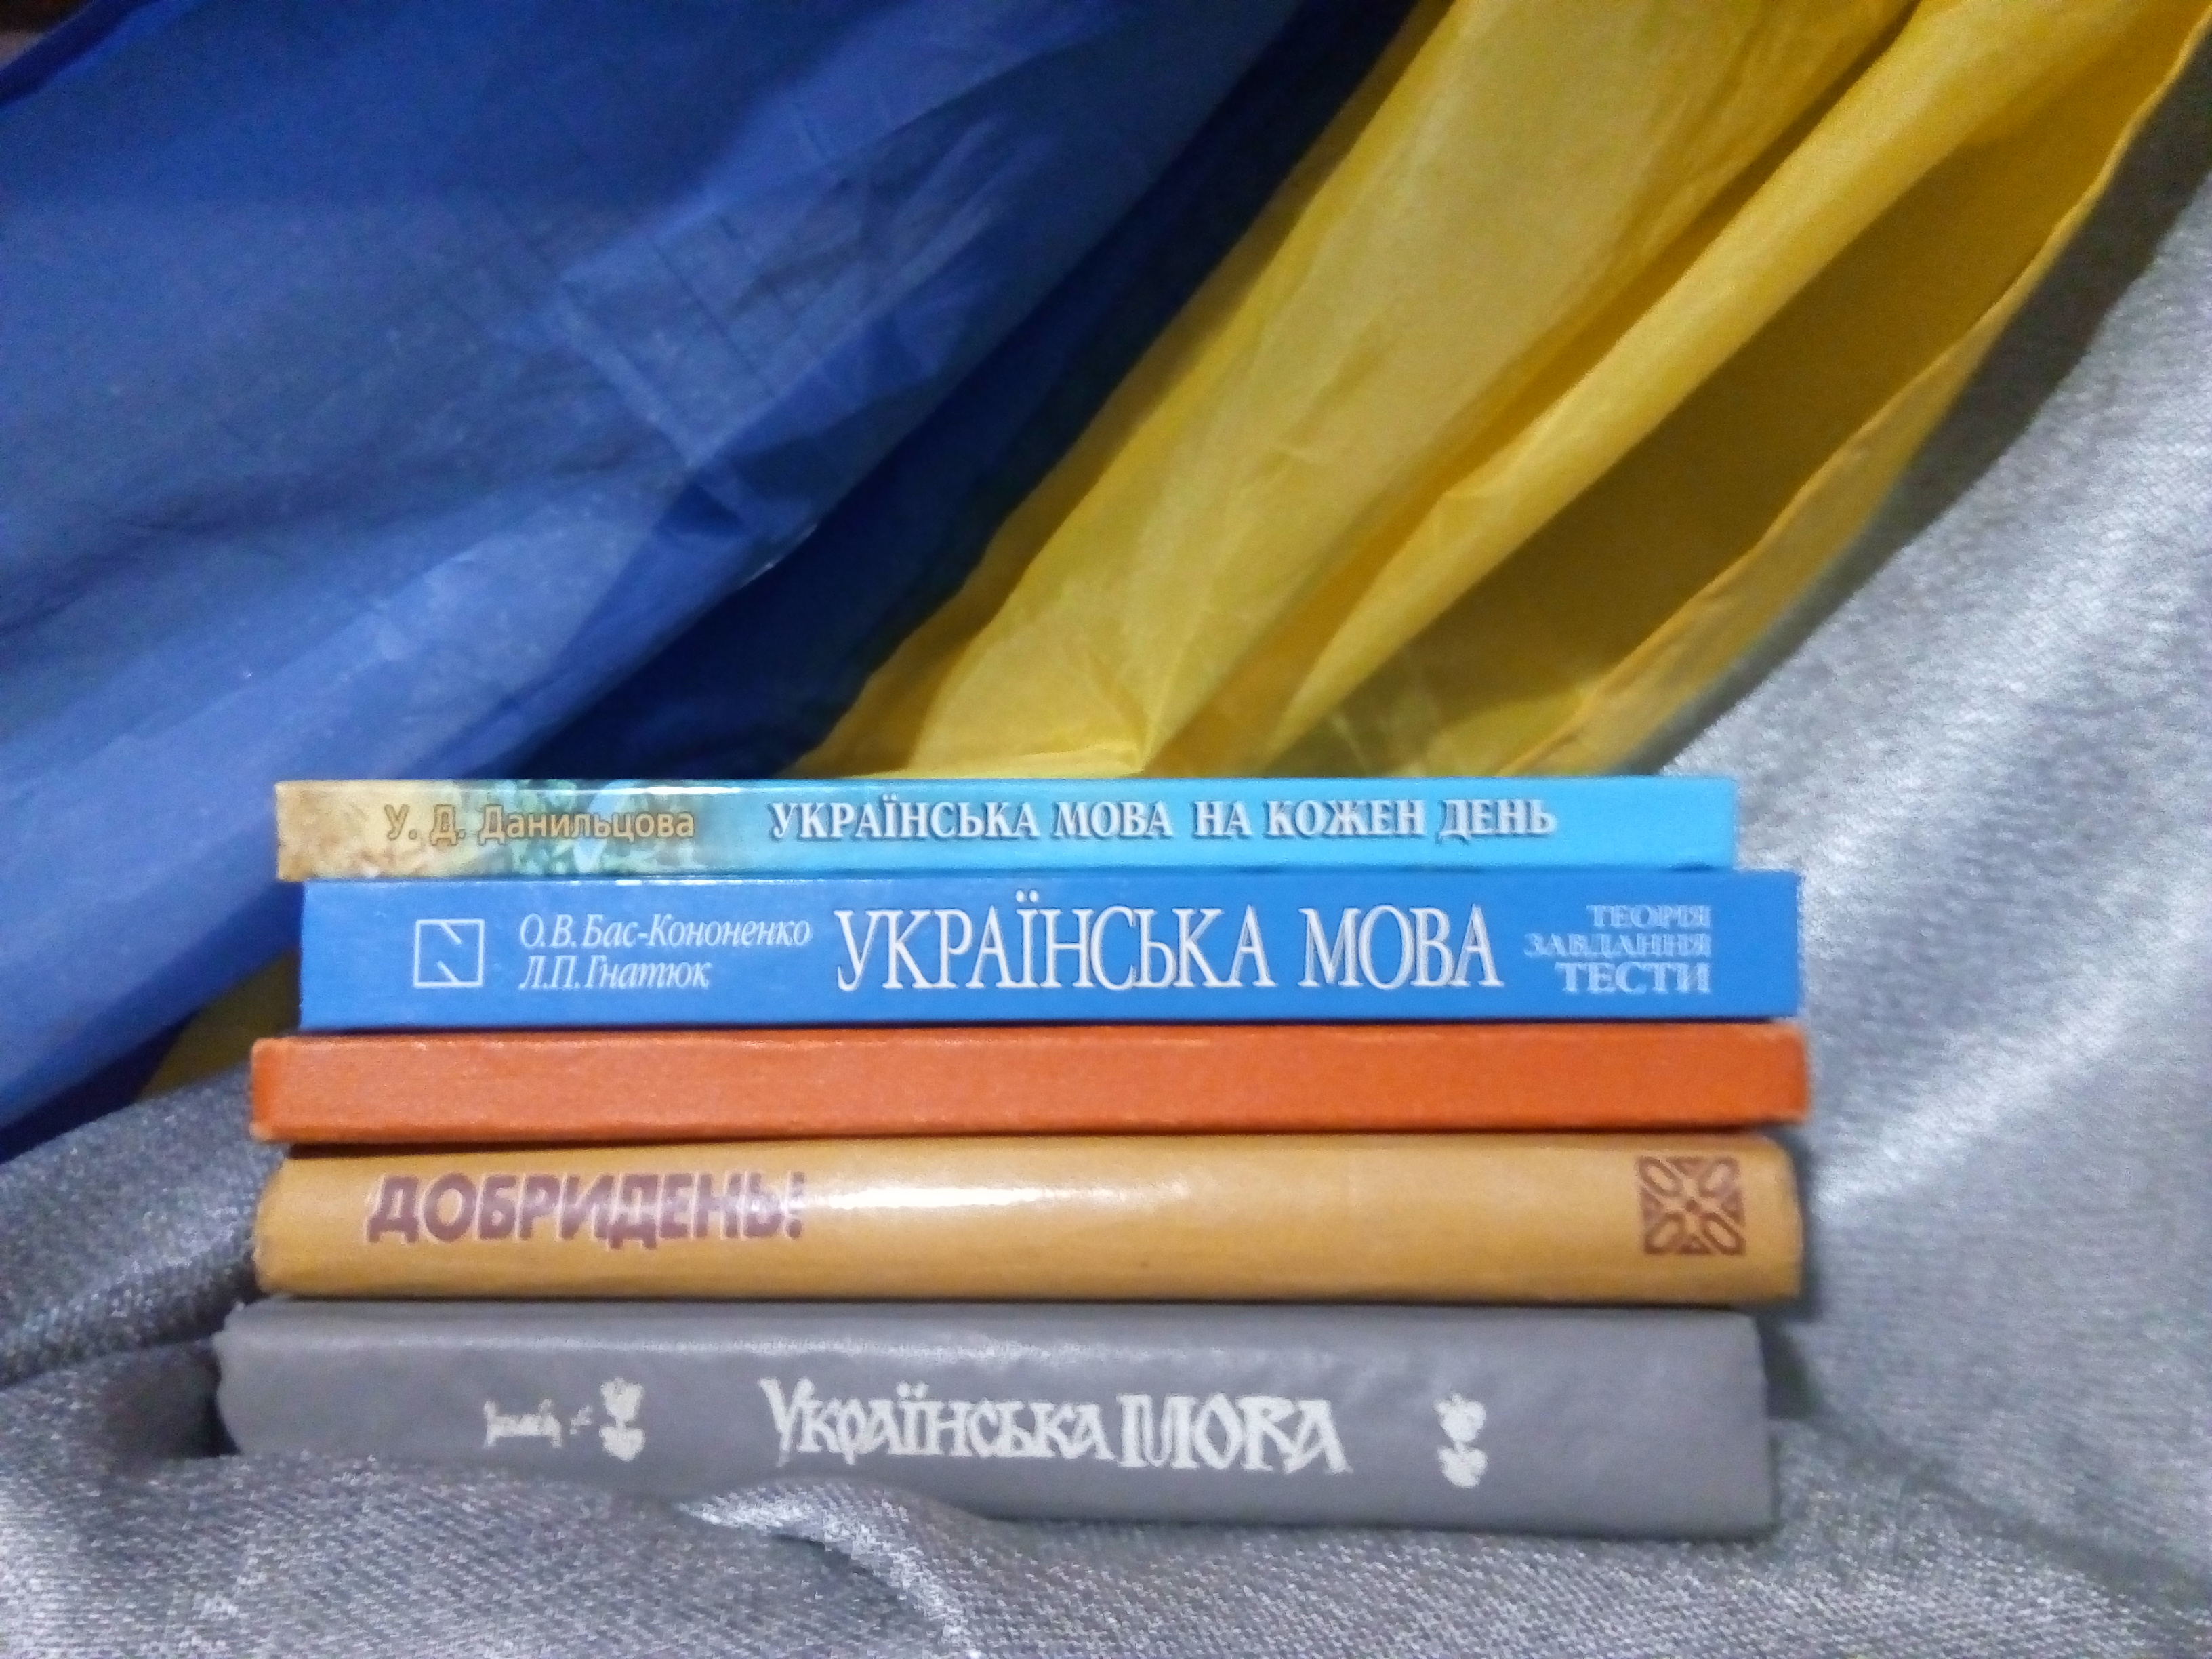 У. Д. Данильцова УКРАЇНСЬКА МОВА НА КОЖЕН ДЕНЬ
О.В.Бас-Кононенко
Л.П.Гнатюк
УКРАЇНСЬКА МОВА
ТЕОРІЯ
ЗАВДАННЯ
ТЕСТИ
ДОБРИДЕНЬ!
УКРАЇНСЬКА МОВА